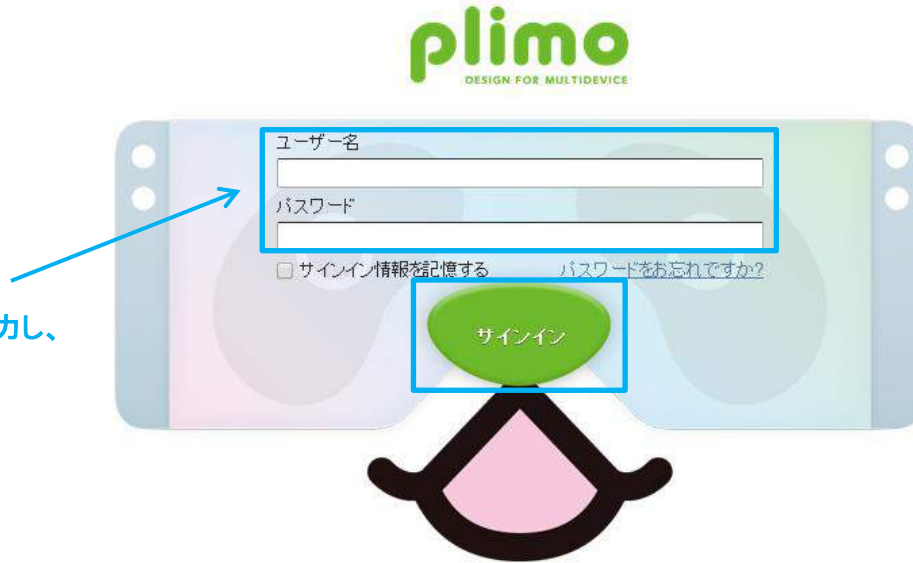 plimo
DESIGN FOR MULTIDEVICE
ユーザー名
パスワード
サインイン情報を記憶する
パスワードをお忘れですか?
サインイン
力し、